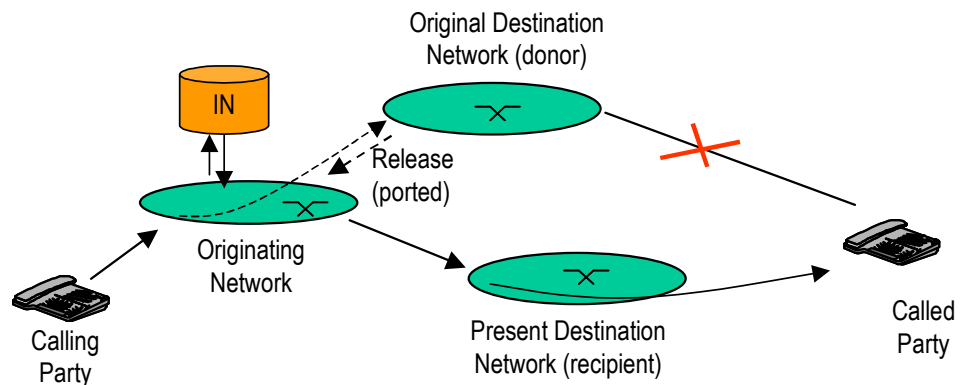 Original Destination
Network (donor)
IN
Release
(ported)
Originating
Network
Calling
Party
Present Destination
Network (recipient)
Called
Party